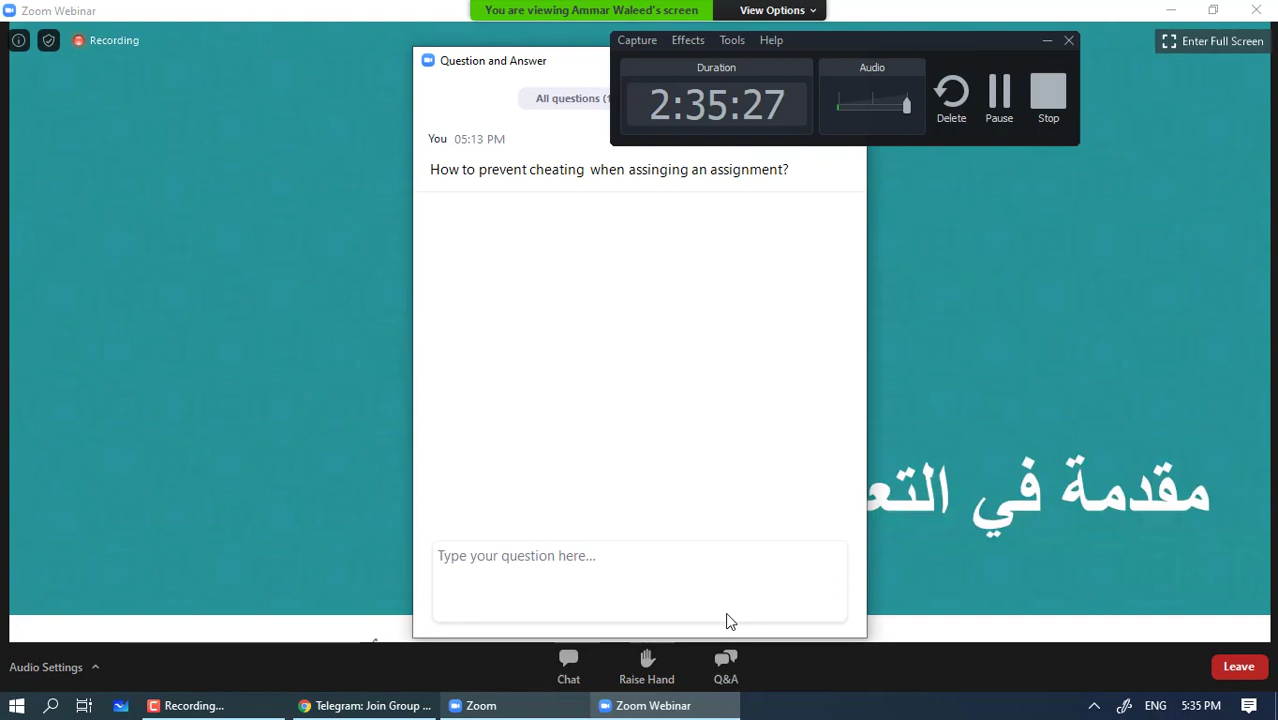 Zoom Webinar
You are viewing Ammar Waleed's screen
View Options
Recording
Enter Full Screen
Capture Effects Tools Help
Duration
2:35:27
Audio
Delete
Pause
Stop
Question and Answer
All questions (1
You 05:13 PM
How to prevent cheating when assinging an assignment?
مقدمة في التع
Type your question here...
Audio Settings
Chat
Raise Hand
Q&A
Leave
Recording...
Telegram: Join Group ...
Zoom
Zoom Webinar
ENG
5:35 PM